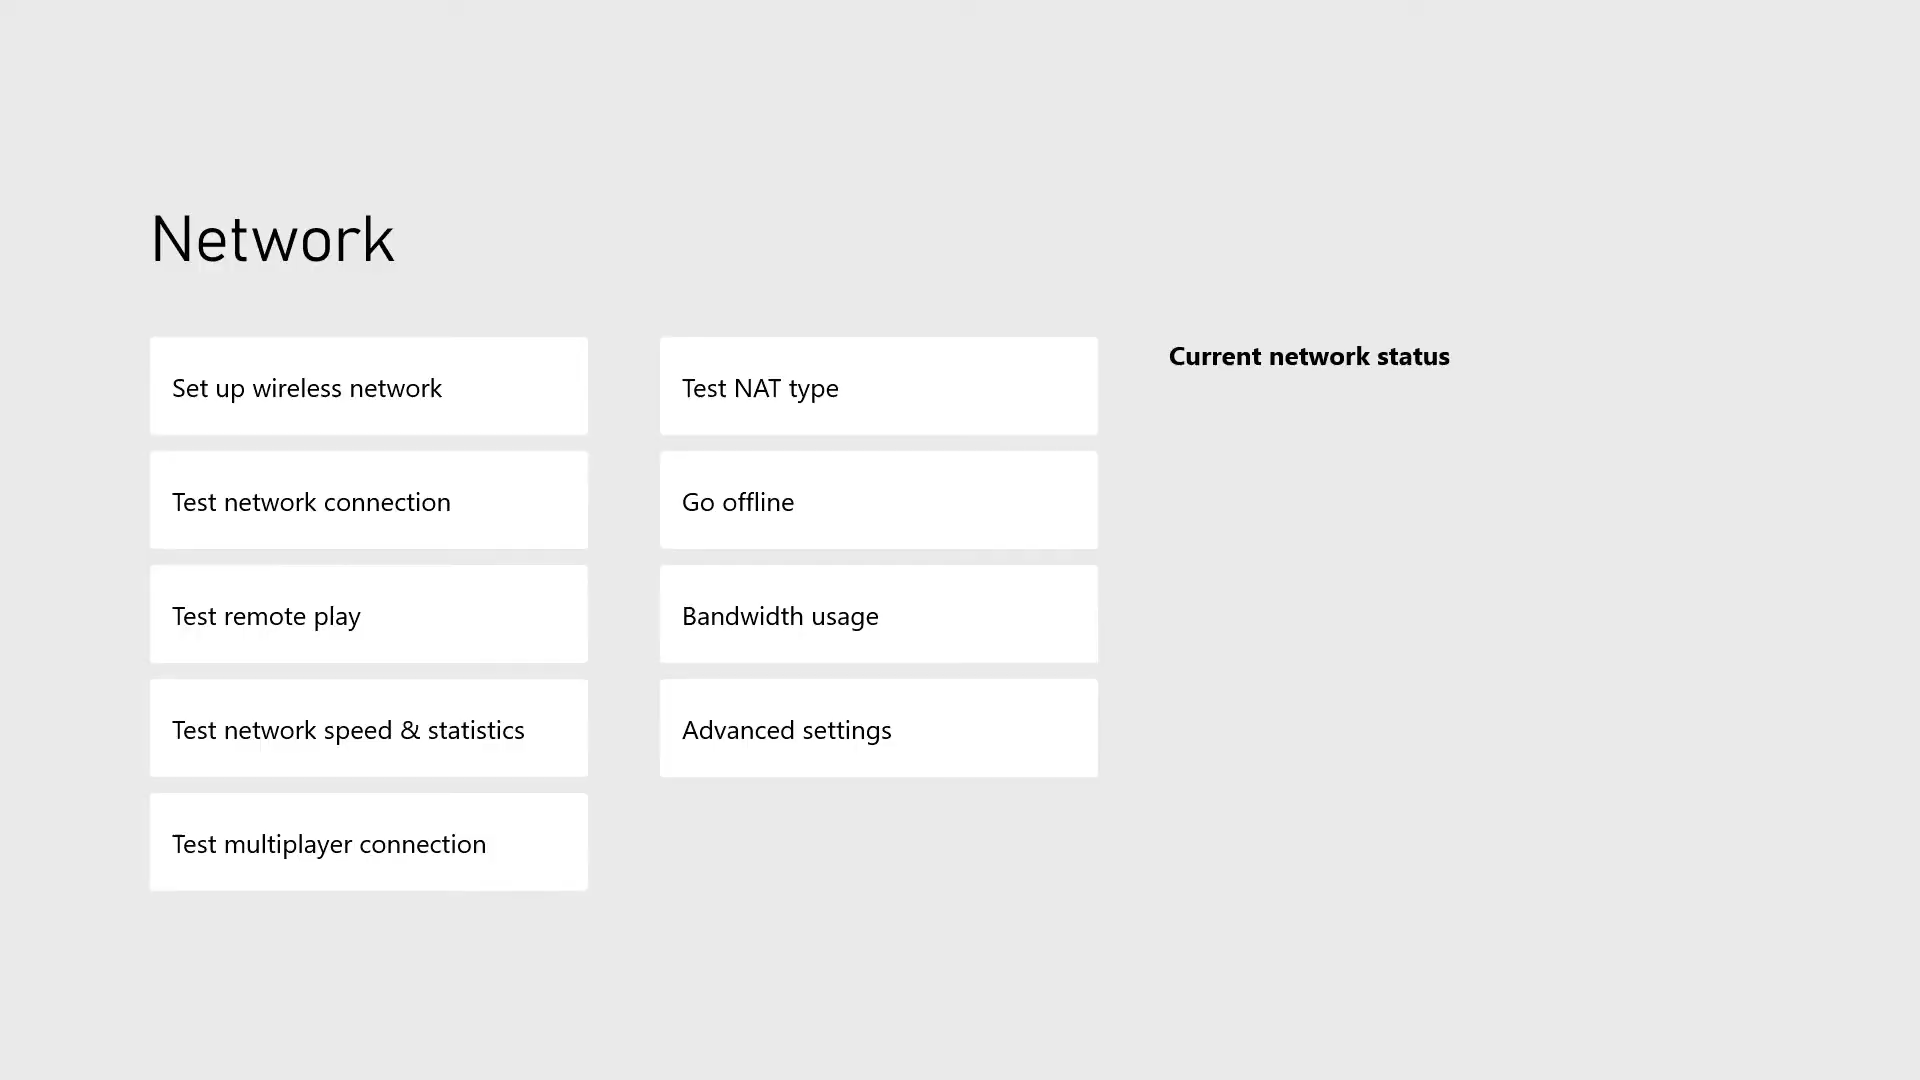 Network
Set up wireless network
Test network connection
Test remote play
Test network speed & statistics
Test multiplayer connection
Test NAT type
Go offline
Bandwidth usage
Advanced settings
Current network status